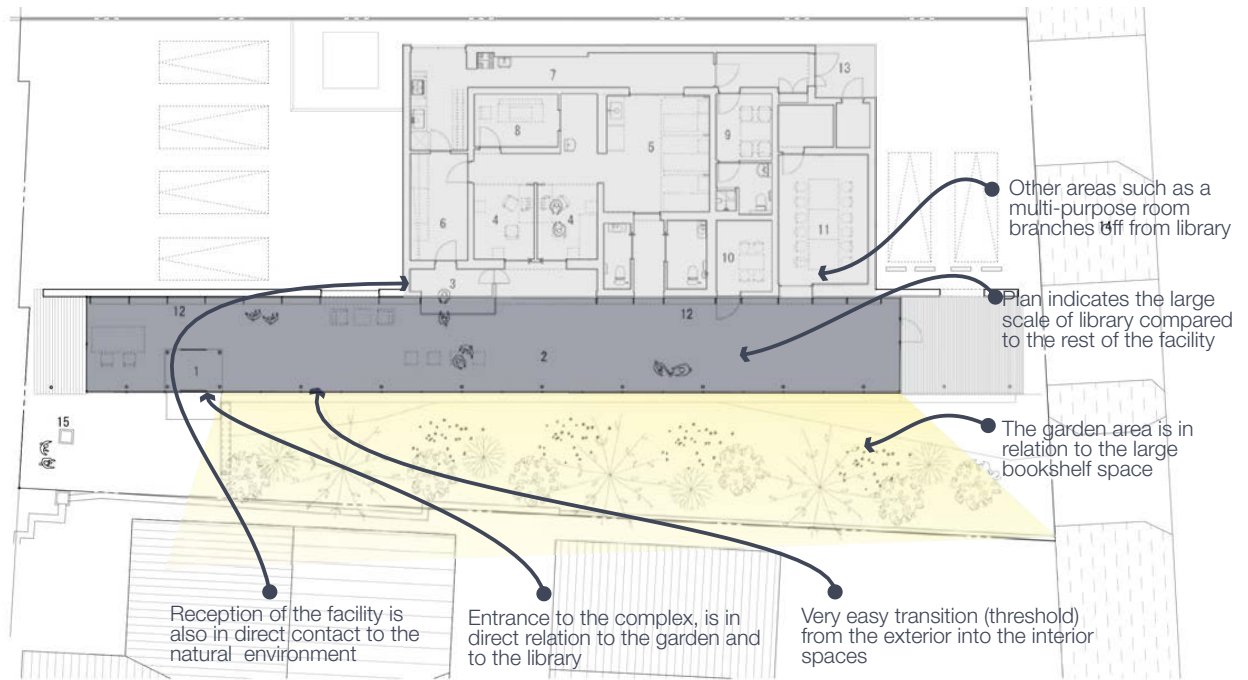 7
13
8
9
5
6
4
4
11
10
3
Other areas such as a
multi-purpose room
branches off from library
14
12
12
Plan indicates the large
scale of library compared
to the rest of the facility
2
1
15
The garden area is in
relation to the large
bookshelf space
Reception of the facility is
also in direct contact to the
natural environment
Entrance to the complex, is in
direct relation to the garden and
to the library
Very easy transition (threshold)
from the exterior into the interior
spaces